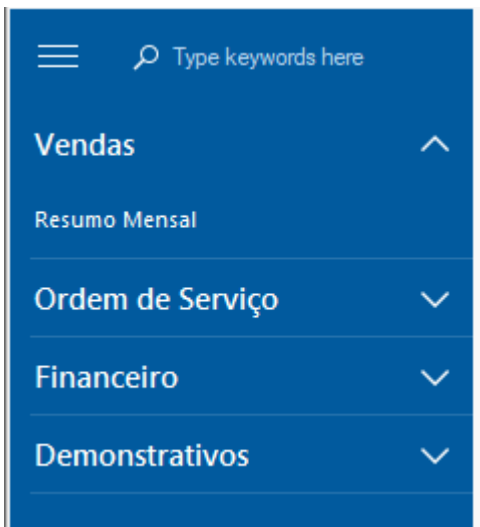 Type keywords here
Vendas
Resumo Mensal
Ordem de Serviço
Financeiro
Demonstrativos